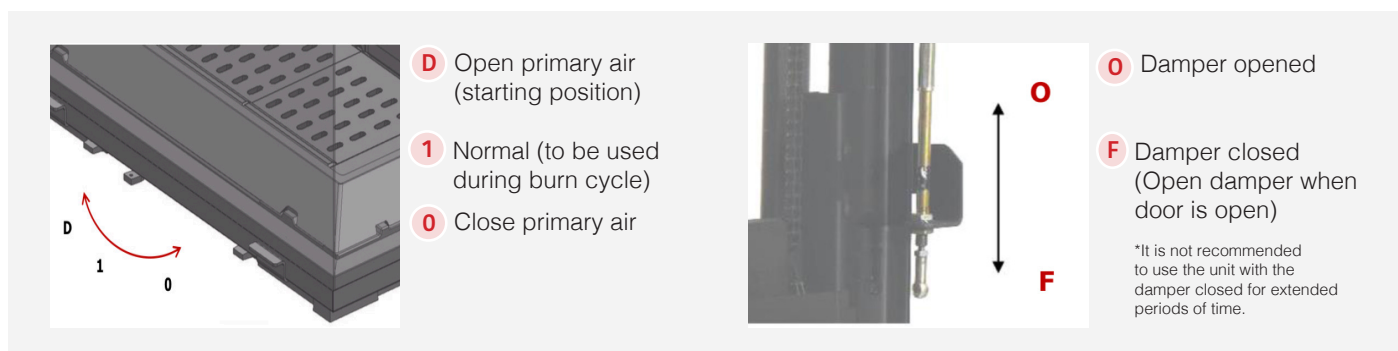 D
1
0
D Open primary air
(starting position)
1 Normal (to be used
during burn cycle)
0 Close primary air
O
F
O Damper opened
F Damper closed
(Open damper when
door is open)
*It is not recommended
to use the unit with the
damper closed for extended
periods of time.